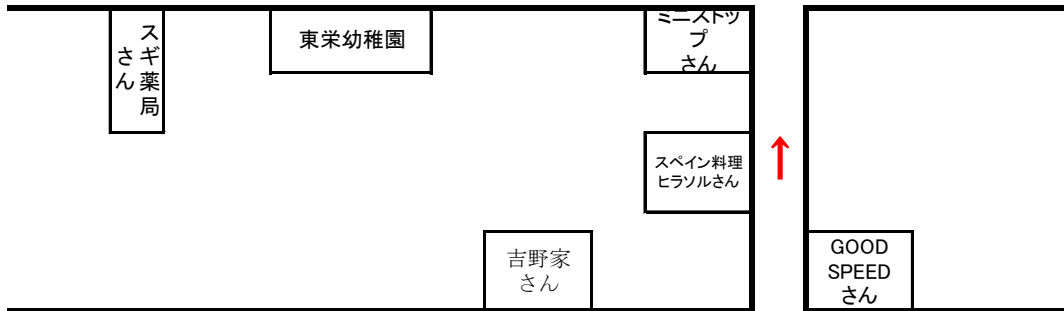 スギ薬局
さん
東栄幼稚園
ミニストッ
プ
さん
スペイン料理
ヒラソルさん
↑
吉野家
さん
GOOD
SPEED
さん